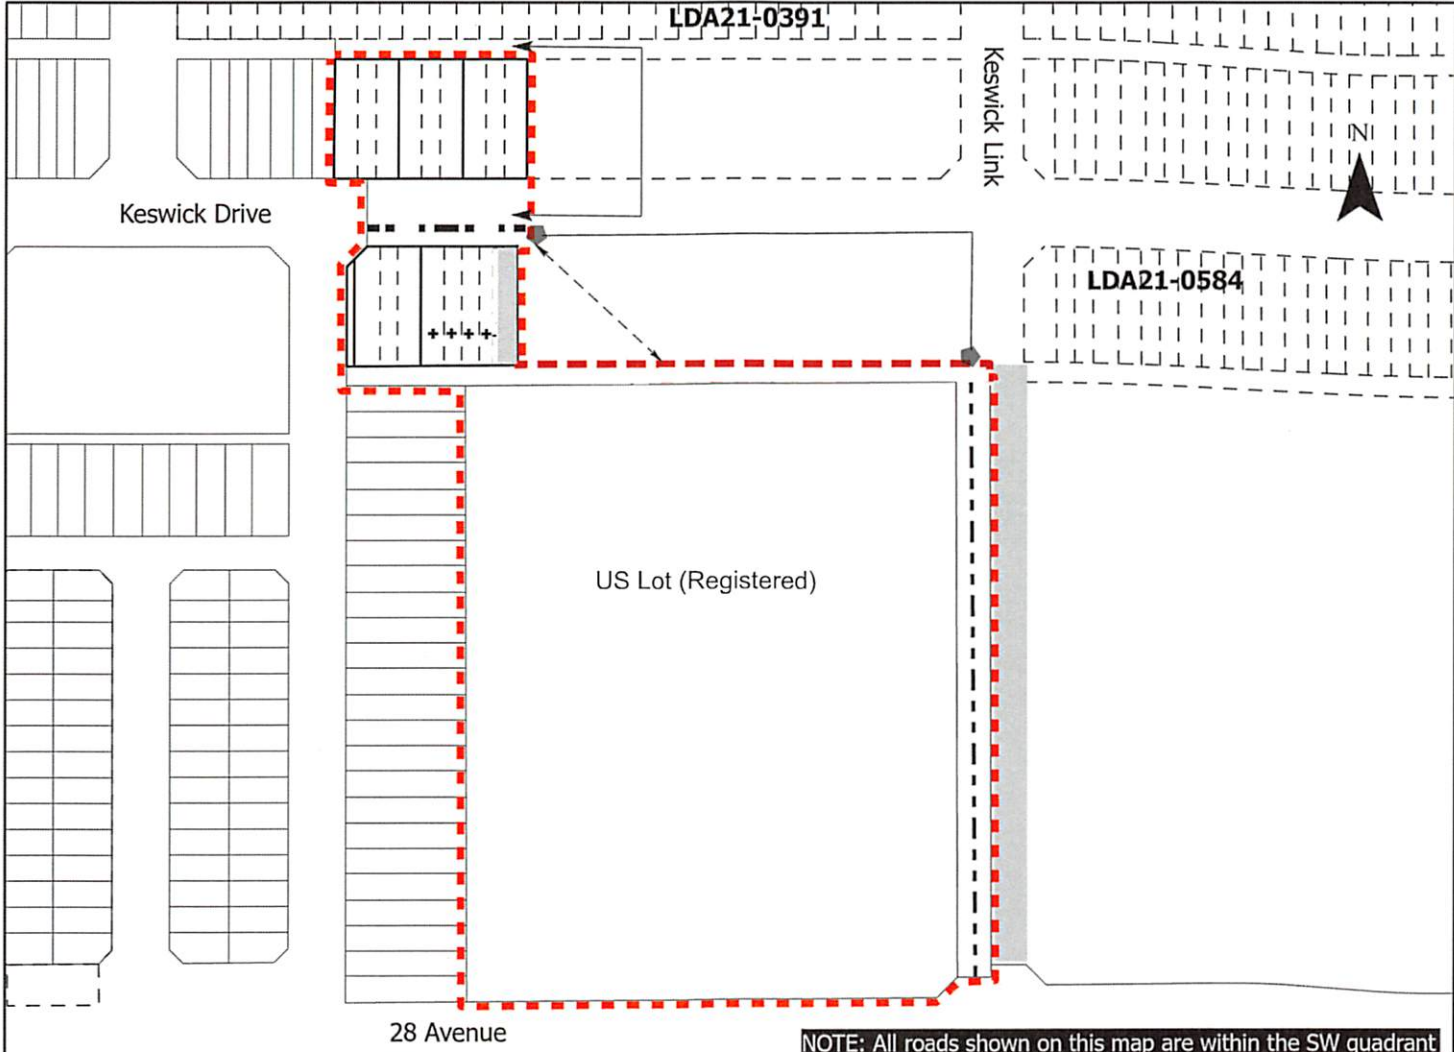 LDA21-0391
Keswick Link
N
Keswick Drive
LDA21-0584
US Lot (Registered)
28 Avenue
NOTE: All roads shown on this map are within the SW quadrant